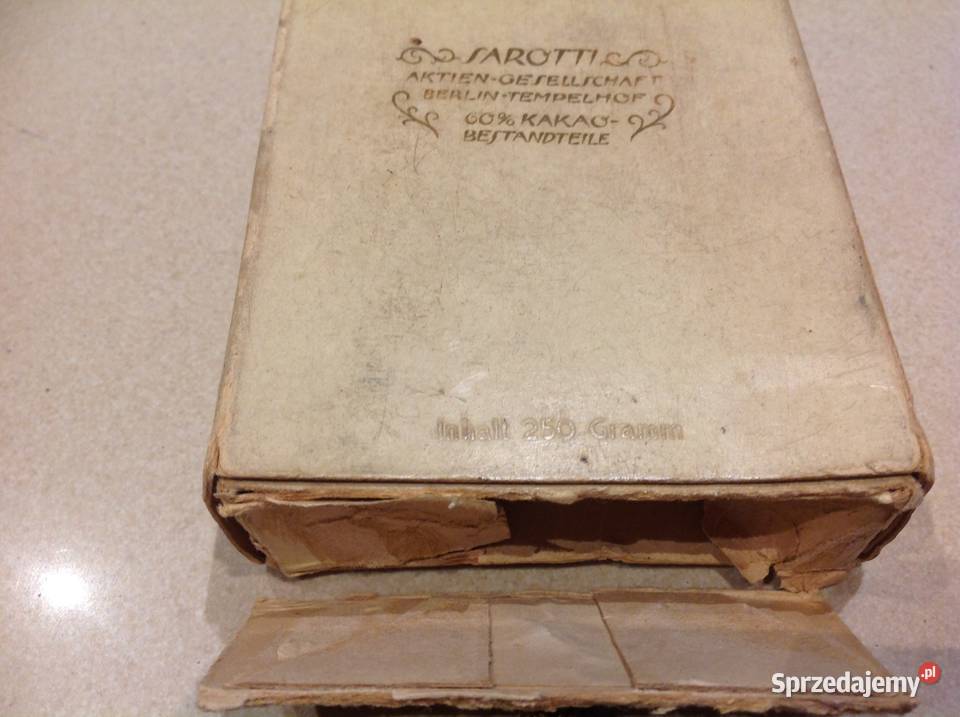 SAROTTI
AKTIEN-GESELLSCHAFT
BERLIN-TEMPELHOF
60% KAKAO-
BESTANDTEILE
Inhalt 250 Gramm
Sprzedajemy.pl